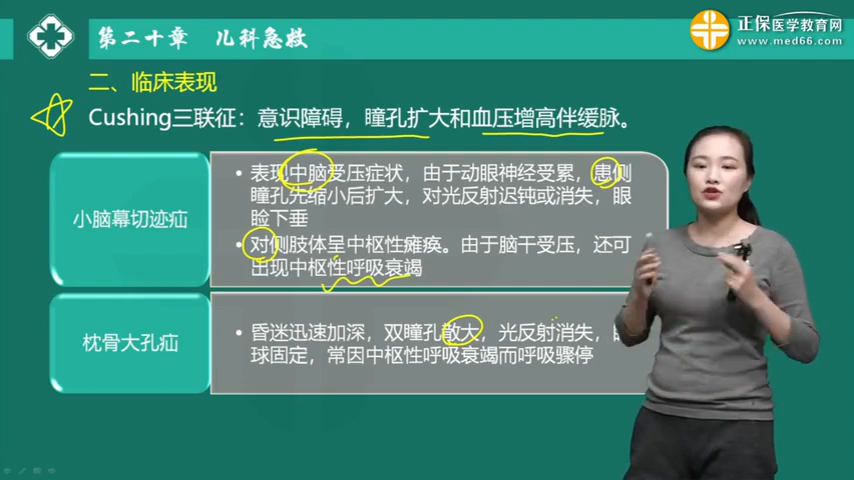 第二十章 儿科急救
正保医学教育网
www.med66.com
二、临床表现
Cushing三联征：意识障碍，瞳孔扩大和血压增高伴缓脉。
小脑幕切迹疝
• 表现中脑受压症状，由于动眼神经受累，患侧
瞳孔先缩小后扩大，对光反射迟钝或消失，眼
睑下垂
• 对侧肢体呈中枢性瘫痪。由于脑干受压，还可
出现中枢性呼吸衰竭
枕骨大孔疝
• 昏迷迅速加深，双瞳孔散大，光反射消失，眼
球固定，常因中枢性呼吸衰竭而呼吸骤停